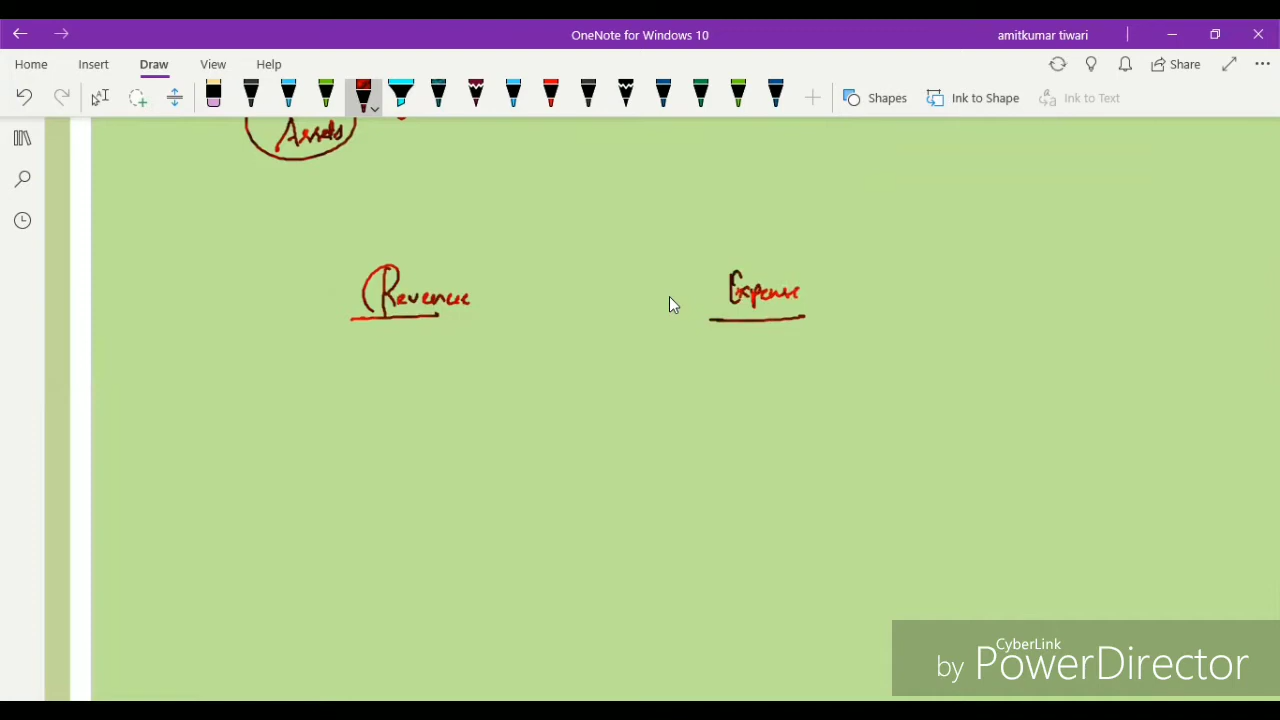 OneNote for Windows 10
amitkumar tiwari
Home Insert Draw View Help
Share
Shapes Ink to Shape Ink to Text
Assets
Revenue Expense
CyberLink
by PowerDirector